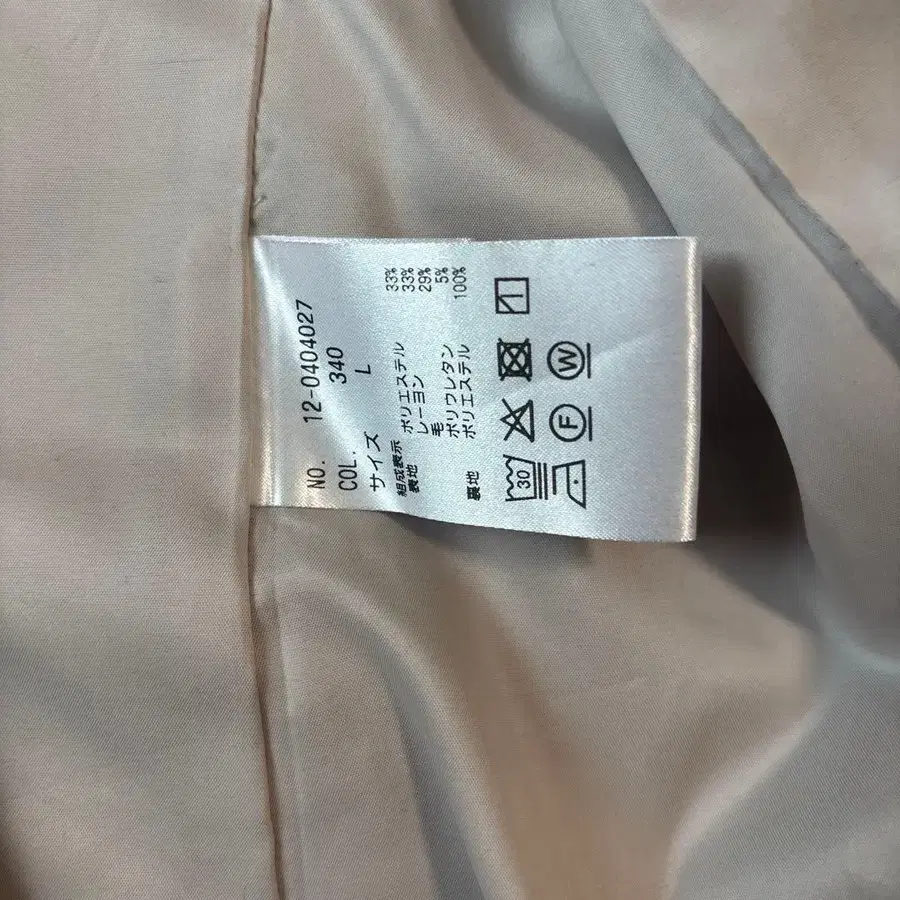 NO. 12-0404027
COL. 340
サイズ L
組成表示
表地 ポリエステル 33%
レーヨン 33%
毛 29%
ポリウレタン 5%
裏地 ポリエステル 100%
30
F W